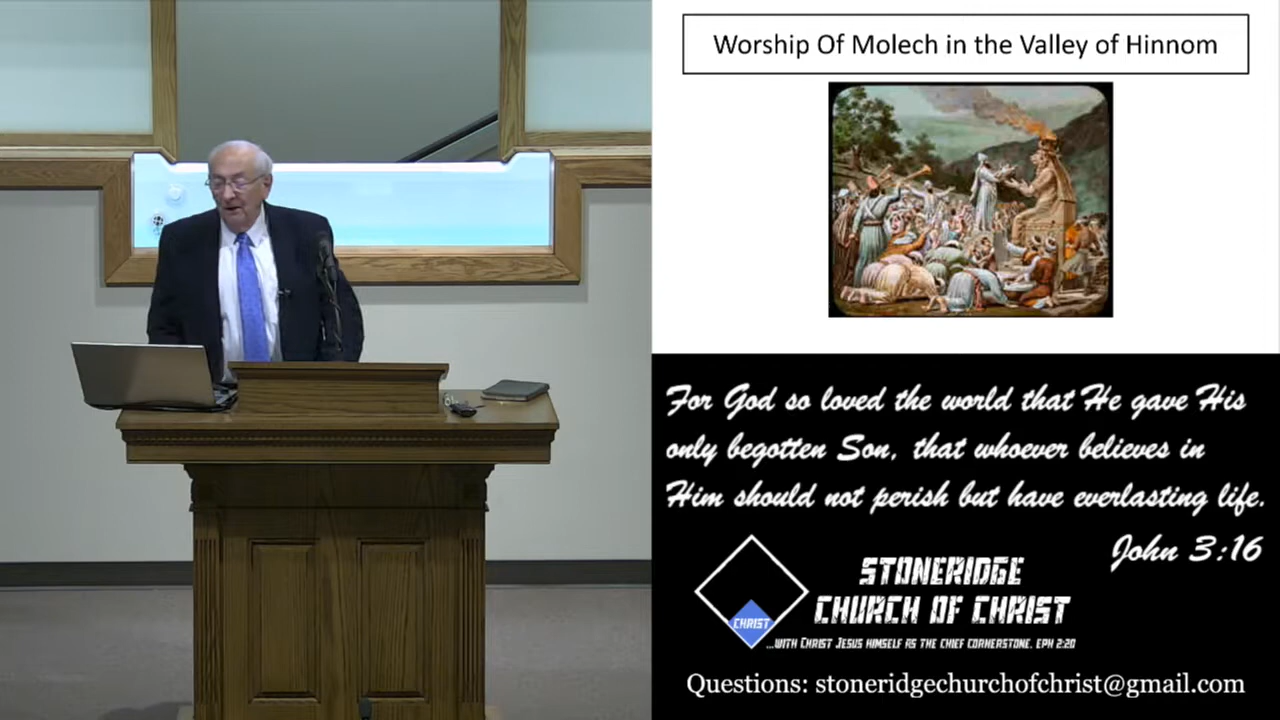 Worship Of Molech in the Valley of Hinnom
For God so loved the world that He gave His
only begotten Son, that whoever believes in
Him should not perish but have everlasting life.
John 3:16
CHRIST
STONERIDGE
CHURCH OF CHRIST
...WITH CHRIST JESUS HIMSELF AS THE CHIEF CORNERSTONE. EPH 2:20
Questions: stoneridgechurchofchrist@gmail.com